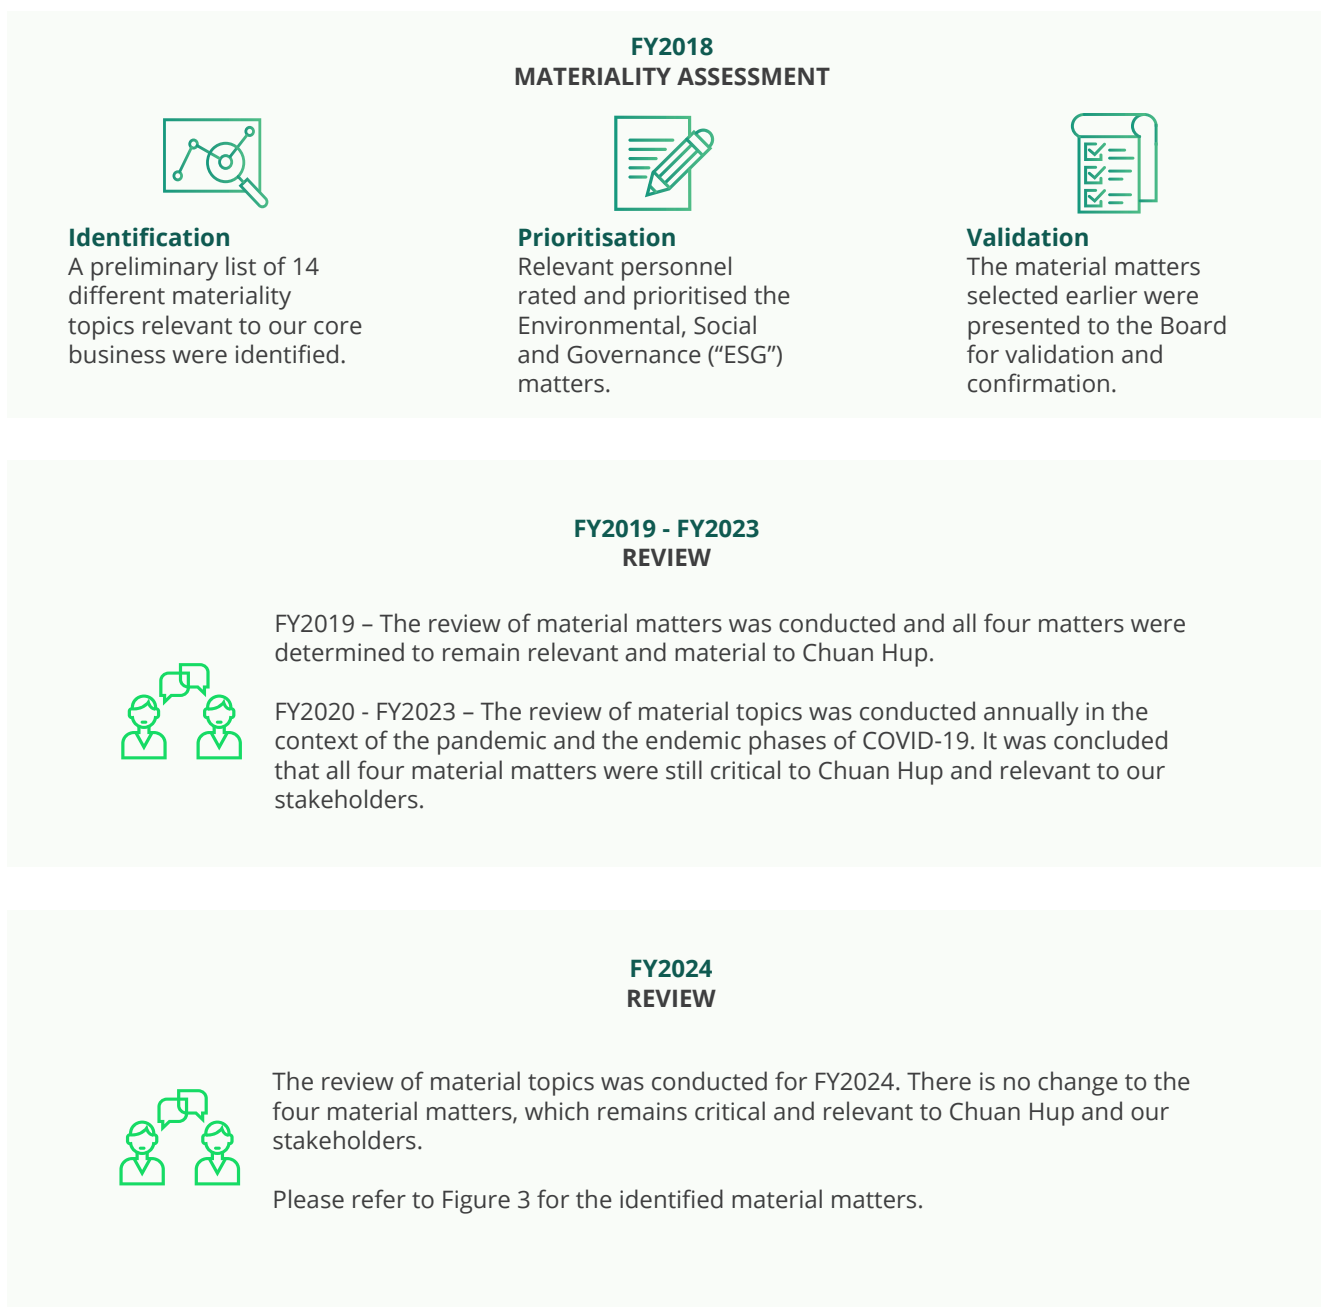 FY2018
MATERIALITY ASSESSMENT
Identification
A preliminary list of 14
different materiality
topics relevant to our core
business were identified.
Prioritisation
Relevant personnel
rated and prioritised the
Environmental, Social
and Governance (“ESG”)
matters.
Validation
The material matters
selected earlier were
presented to the Board
for validation and
confirmation.
FY2019 - FY2023
REVIEW
FY2019 – The review of material matters was conducted and all four matters were
determined to remain relevant and material to Chuan Hup.
FY2020 - FY2023 – The review of material topics was conducted annually in the
context of the pandemic and the endemic phases of COVID-19. It was concluded
that all four material matters were still critical to Chuan Hup and relevant to our
stakeholders.
FY2024
REVIEW
The review of material topics was conducted for FY2024. There is no change to the
four material matters, which remains critical and relevant to Chuan Hup and our
stakeholders.
Please refer to Figure 3 for the identified material matters.